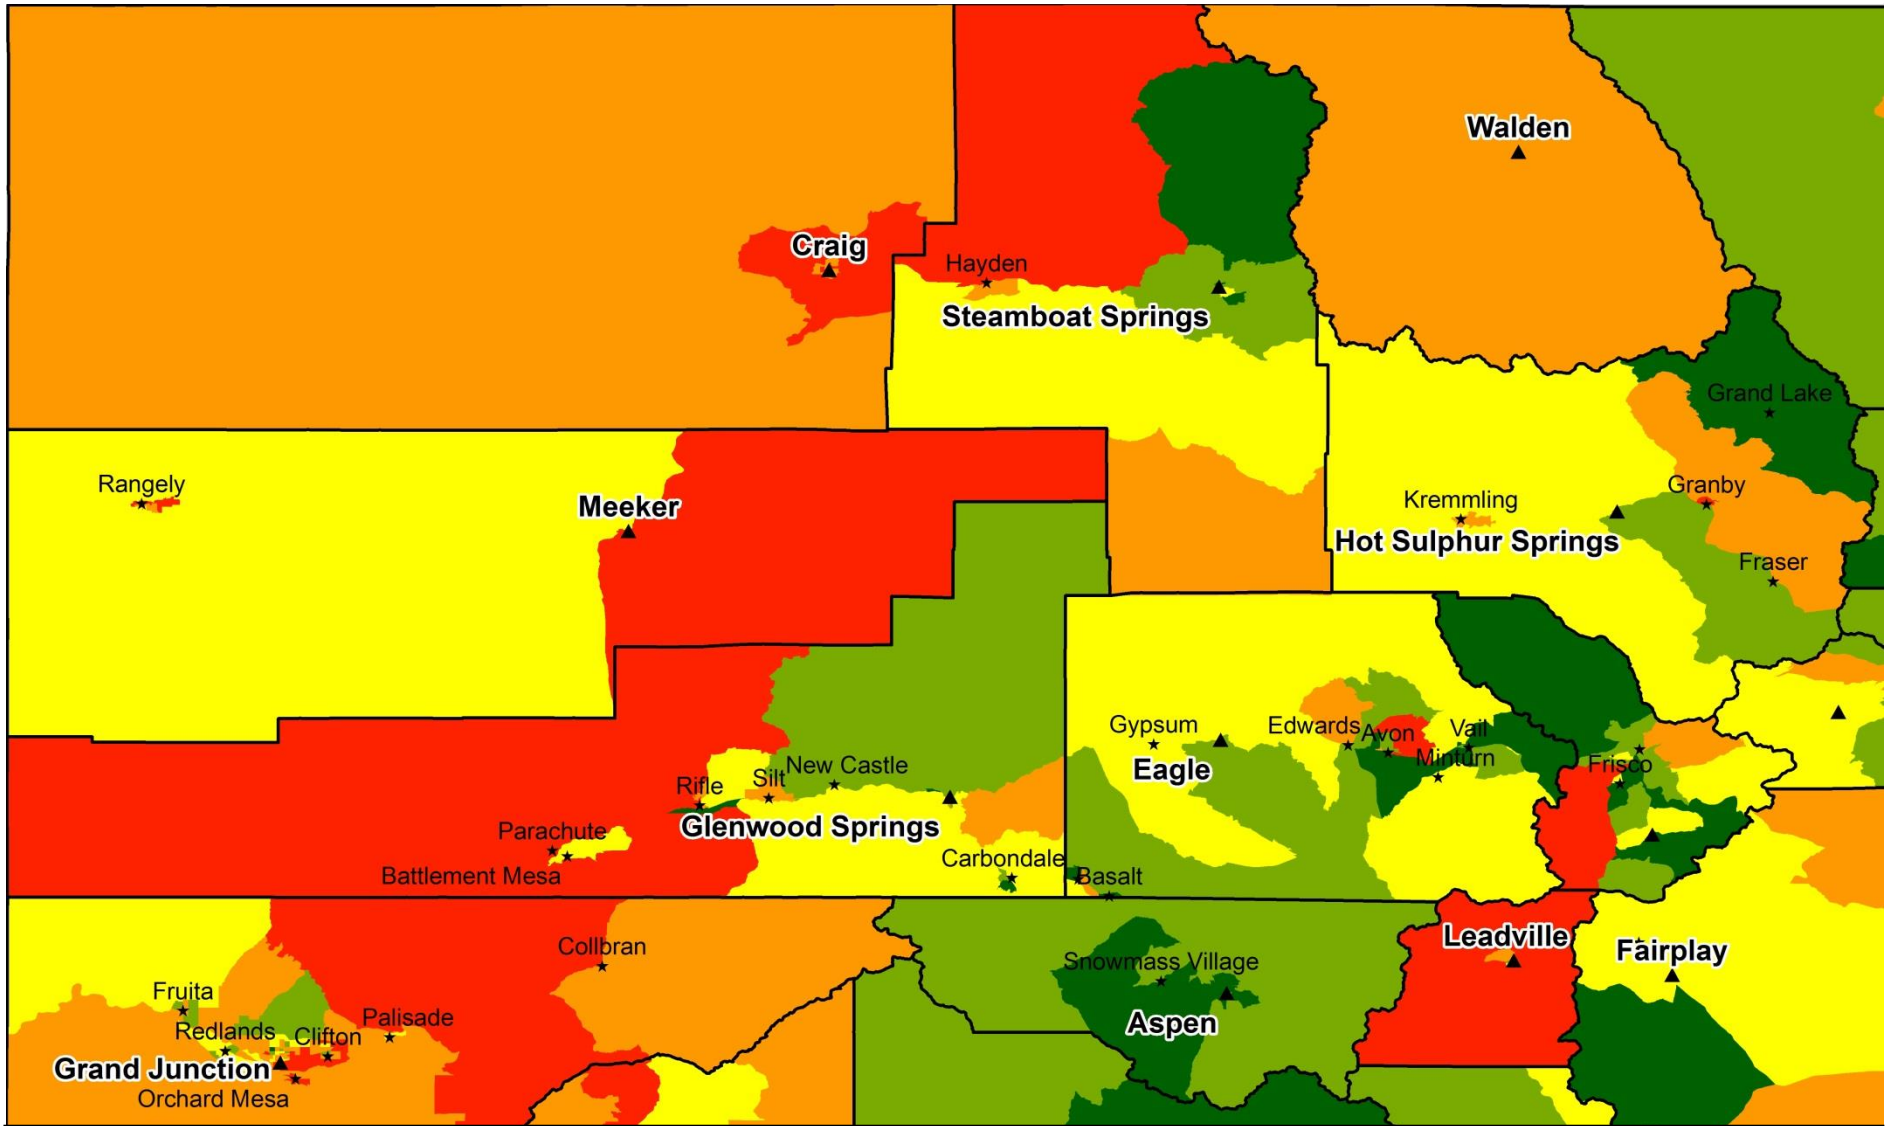 Walden
Craig
Hayden
Steamboat Springs
Grand Lake
Rangely
Meeker
Granby
Kremmling
Hot Sulphur Springs
Fraser
Gypsum
Edwards
Avon
Vail
Eagle
Minturn
Frisco
Rifle
Silt
New Castle
Glenwood Springs
Parachute
Battlement Mesa
Carbondale
Basalt
Collbran
Leadville
Fairplay
Snowmass Village
Aspen
Fruita
Redlands
Clifton
Palisade
Grand Junction
Orchard Mesa